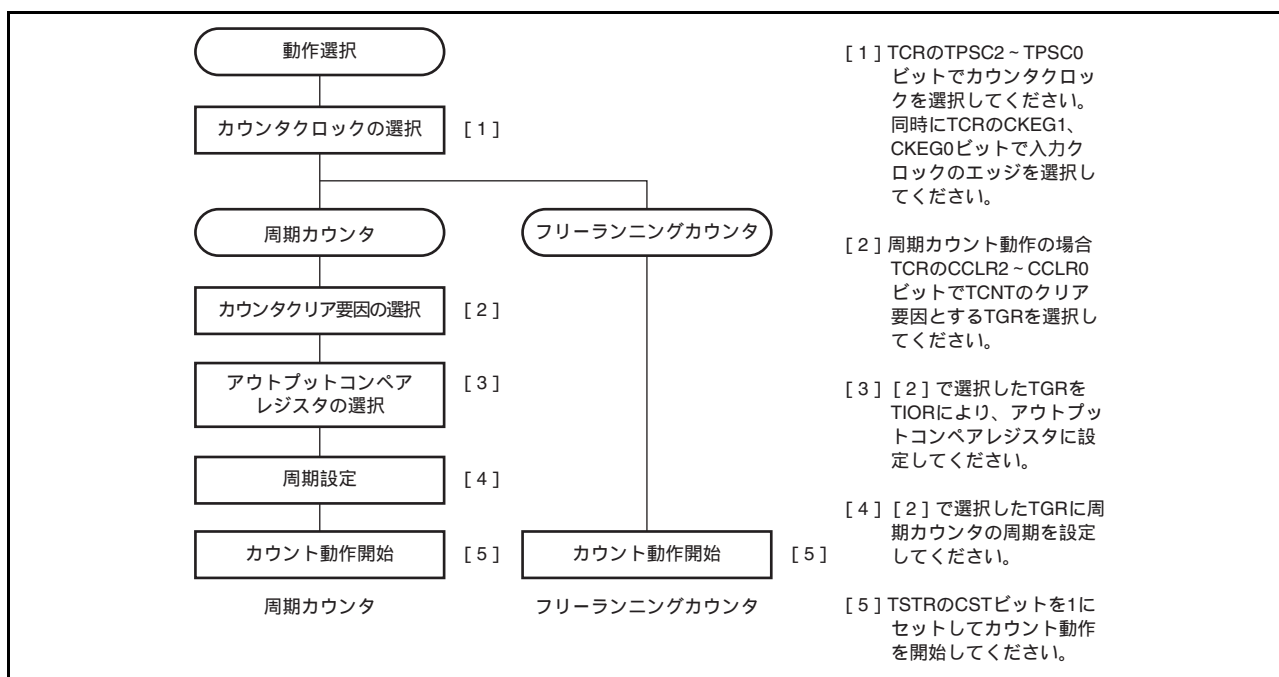 動作選択
カウンタクロックの選択 [1]
周期カウンタ フリーランニングカウンタ
カウンタクリア要因の選択 [2]
アウトプットコンペア
レジスタの選択 [3]
周期設定 [4]
カウント動作開始 [5] カウント動作開始 [5]
周期カウンタ フリーランニングカウンタ
[1] TCRのTPSC2~TPSC0
ビットでカウンタクロッ
クを選択してください。
同時にTCRのCKEG1、
CKEG0ビットで入力ク
ロックのエッジを選択し
てください。
[2] 周期カウント動作の場合
TCRのCCLR2~CCLR0
ビットでTCNTのクリア
要因とするTGRを選択し
てください。
[3] [2]で選択したTGRを
TIORにより、アウトプッ
トコンペアレジスタに設
定してください。
[4] [2]で選択したTGRに周
期カウンタの周期を設定
してください。
[5] TSTRのCSTビットを1に
セットしてカウント動作
を開始してください。